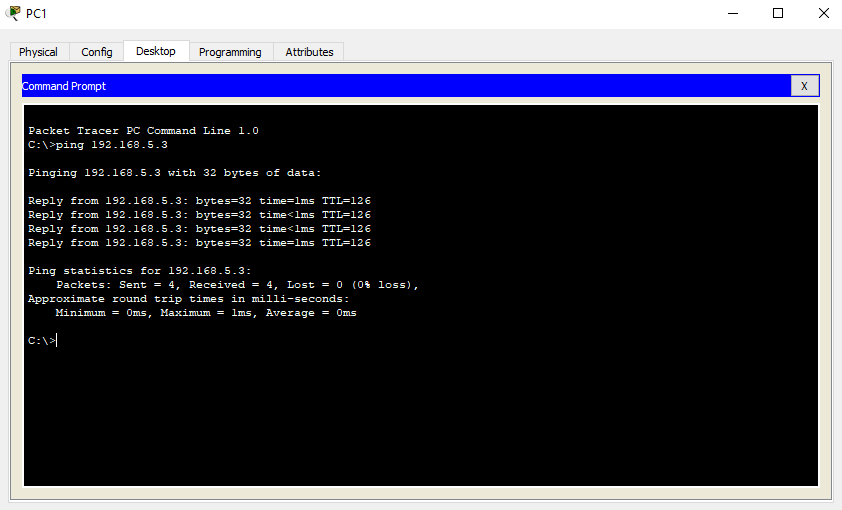 PC1
Physical Config Desktop Programming Attributes
Command Prompt X
Packet Tracer PC Command Line 1.0
C:\>ping 192.168.5.3
Pinging 192.168.5.3 with 32 bytes of data:
Reply from 192.168.5.3: bytes=32 time=1ms TTL=126
Reply from 192.168.5.3: bytes=32 time<1ms TTL=126
Reply from 192.168.5.3: bytes=32 time<1ms TTL=126
Reply from 192.168.5.3: bytes=32 time=1ms TTL=126
Ping statistics for 192.168.5.3:
Packets: Sent = 4, Received = 4, Lost = 0 (0% loss),
Approximate round trip times in milli-seconds:
Minimum = 0ms, Maximum = 1ms, Average = 0ms
C:\>